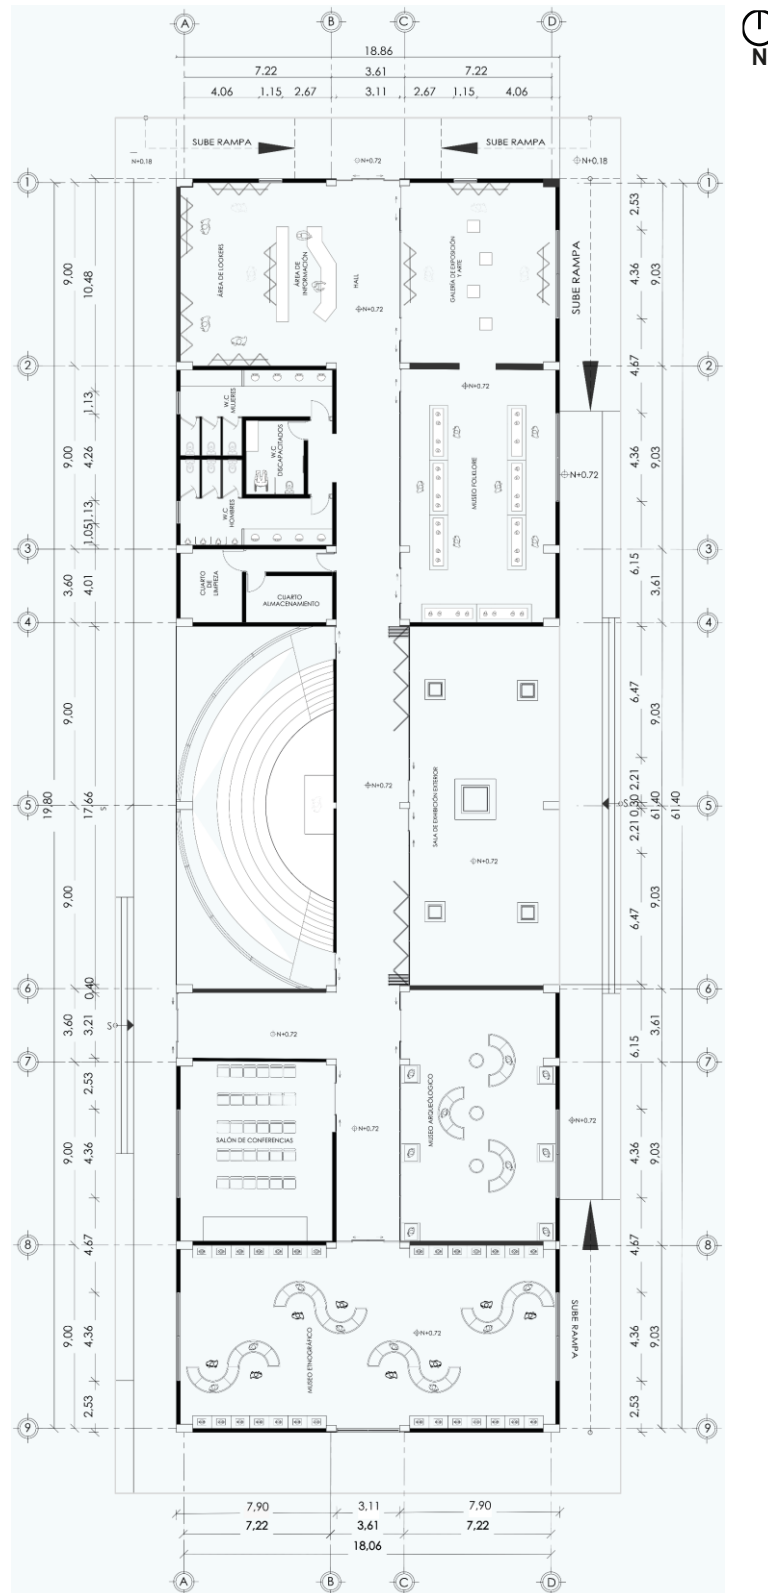 A B C D
N
18.86
7.22 3.61 7.22
4.06 1.15 2.67 3.11 2.67 1.15 4.06
SUBE RAMPA SUBE RAMPA
N+0.18 N+0.72 N+0.18
1 1
2.53
ÁREA DE LOOKERS
ÁREA DE
INFORMACIÓN
HALL
GALERÍA DE EXPOSICIÓN
Y ARTE
SUBE RAMPA
9,00 10,48 4,36 9,03
N+0.72
2 2
4,67
N+0.72
W.C
MUJERES
1,13
W.C
DISCAPACITADOS
MUSEO FOLKLORE
9,00 4,26 4,36 9,03
N+0.72
W.C
HOMBRES
1,13
1,05
3 3
6,15
CUARTO
DE
LIMPIEZA
CUARTO
ALMACENAMIENTO
3,60 4,01 3,61
4 4
9,00 6,47 9,03
SALA DE EXHIBICIÓN EXTERIOR
N+0.72
2,21
5 5
19,80 17,66 S 0,30 61,40 61,40
S
2,21
N+0.72
9,00 6,47 9,03
6 6
0,40
3,60 3,21 6,15 3,61
S N+0.72
7 7
2,53
MUSEO ARQUEÓLOGICO
N+0.72 N+0.72
SALÓN DE CONFERENCIAS
9,00 4,36 4,36 9,03
8 8
4,67 4,67
MUSEO ETNOGRÁFICO
N+0.72
SUBE RAMPA
9,00 4,36 4,36 9,03
2,53 2,53
9 9
7,90 3,11 7,90
7,22 3,61 7,22
18,06
A B C D